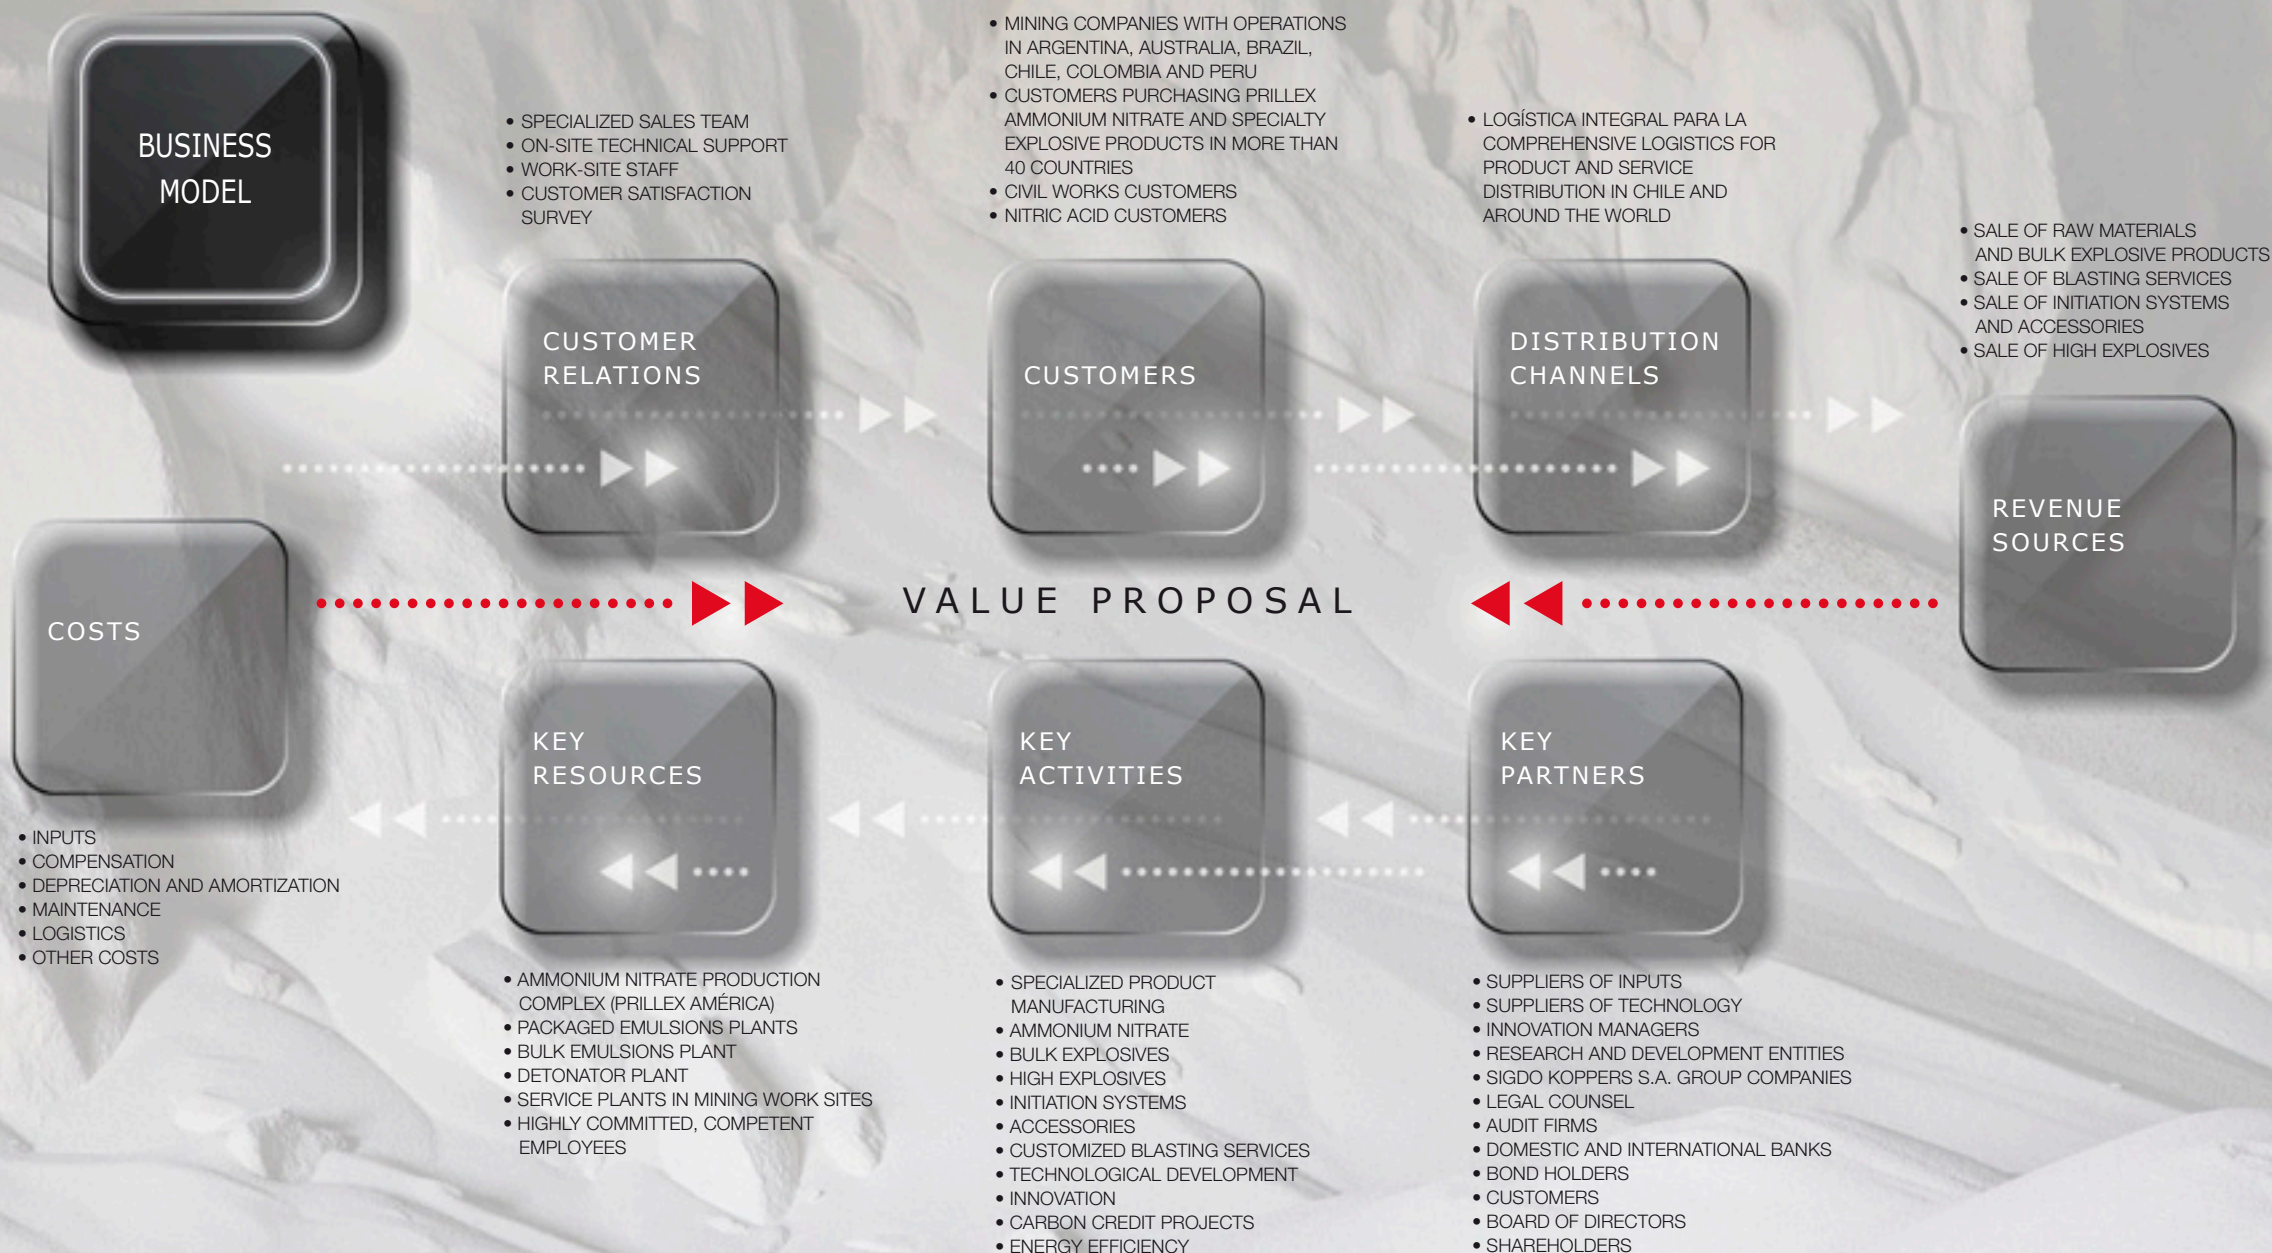 BUSINESS
MODEL
• SPECIALIZED SALES TEAM
• ON-SITE TECHNICAL SUPPORT
• WORK-SITE STAFF
• CUSTOMER SATISFACTION
SURVEY
CUSTOMER
RELATIONS
• MINING COMPANIES WITH OPERATIONS
IN ARGENTINA, AUSTRALIA, BRAZIL,
CHILE, COLOMBIA AND PERU
• CUSTOMERS PURCHASING PRILLEX
AMMONIUM NITRATE AND SPECIALTY
EXPLOSIVE PRODUCTS IN MORE THAN
40 COUNTRIES
• CIVIL WORKS CUSTOMERS
• NITRIC ACID CUSTOMERS
CUSTOMERS
• LOGÍSTICA INTEGRAL PARA LA
COMPREHENSIVE LOGISTICS FOR
PRODUCT AND SERVICE
DISTRIBUTION IN CHILE AND
AROUND THE WORLD
DISTRIBUTION
CHANNELS
• SALE OF RAW MATERIALS
AND BULK EXPLOSIVE PRODUCTS
• SALE OF BLASTING SERVICES
• SALE OF INITIATION SYSTEMS
AND ACCESSORIES
• SALE OF HIGH EXPLOSIVES
REVENUE
SOURCES
VALUE PROPOSAL
COSTS
• INPUTS
• COMPENSATION
• DEPRECIATION AND AMORTIZATION
• MAINTENANCE
• LOGISTICS
• OTHER COSTS
KEY
RESOURCES
• AMMONIUM NITRATE PRODUCTION
COMPLEX (PRILLEX AMÉRICA)
• PACKAGED EMULSIONS PLANTS
• BULK EMULSIONS PLANT
• DETONATOR PLANT
• SERVICE PLANTS IN MINING WORK SITES
• HIGHLY COMMITTED, COMPETENT
EMPLOYEES
KEY
ACTIVITIES
• SPECIALIZED PRODUCT
MANUFACTURING
• AMMONIUM NITRATE
• BULK EXPLOSIVES
• HIGH EXPLOSIVES
• INITIATION SYSTEMS
• ACCESSORIES
• CUSTOMIZED BLASTING SERVICES
• TECHNOLOGICAL DEVELOPMENT
• INNOVATION
• CARBON CREDIT PROJECTS
• ENERGY EFFICIENCY
KEY
PARTNERS
• SUPPLIERS OF INPUTS
• SUPPLIERS OF TECHNOLOGY
• INNOVATION MANAGERS
• RESEARCH AND DEVELOPMENT ENTITIES
• SIGDO KOPPERS S.A. GROUP COMPANIES
• LEGAL COUNSEL
• AUDIT FIRMS
• DOMESTIC AND INTERNATIONAL BANKS
• BOND HOLDERS
• CUSTOMERS
• BOARD OF DIRECTORS
• SHAREHOLDERS